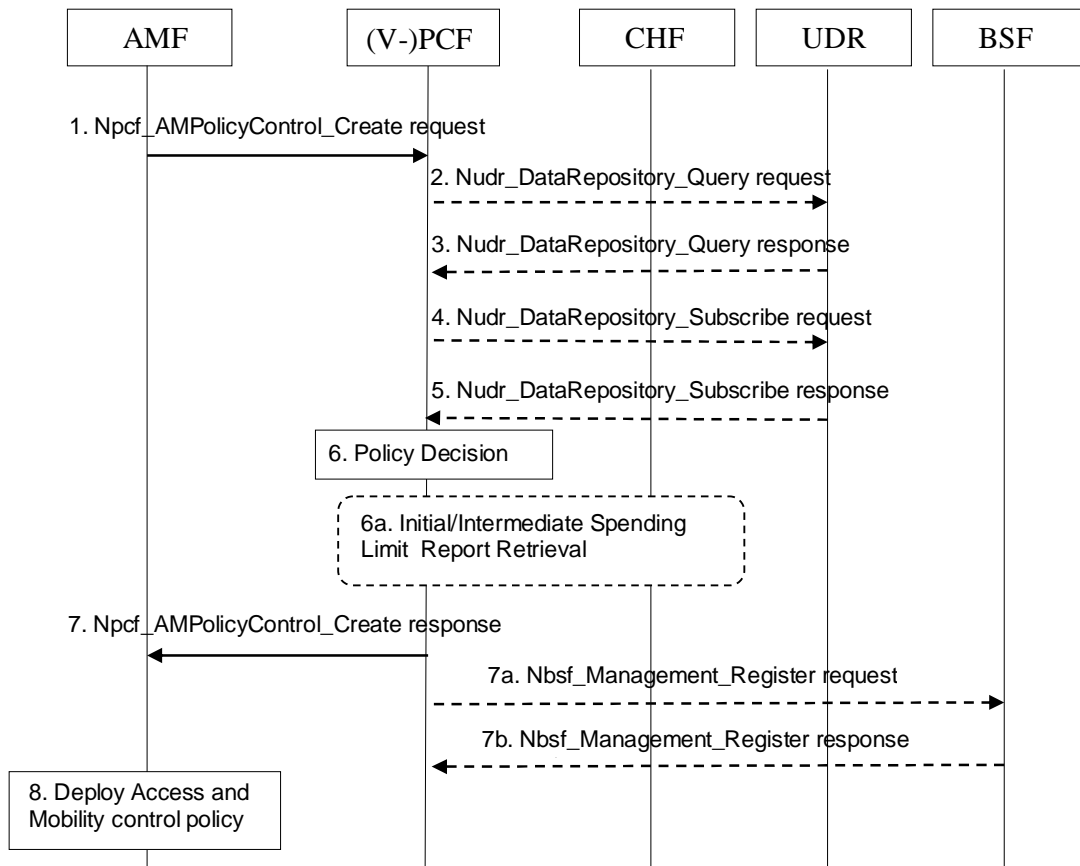 AMF
(V-)PCF
CHF
UDR
BSF
1. Npcf_AMPolicyControl_Create request
2. Nudr_DataRepository_Query request
3. Nudr_DataRepository_Query response
4. Nudr_DataRepository_Subscribe request
5. Nudr_DataRepository_Subscribe response
6. Policy Decision
6a. Initial/Intermediate Spending
Limit Report Retrieval
7. Npcf_AMPolicyControl_Create response
7a. Nbsf_Management_Register request
7b. Nbsf_Management_Register response
8. Deploy Access and
Mobility control policy